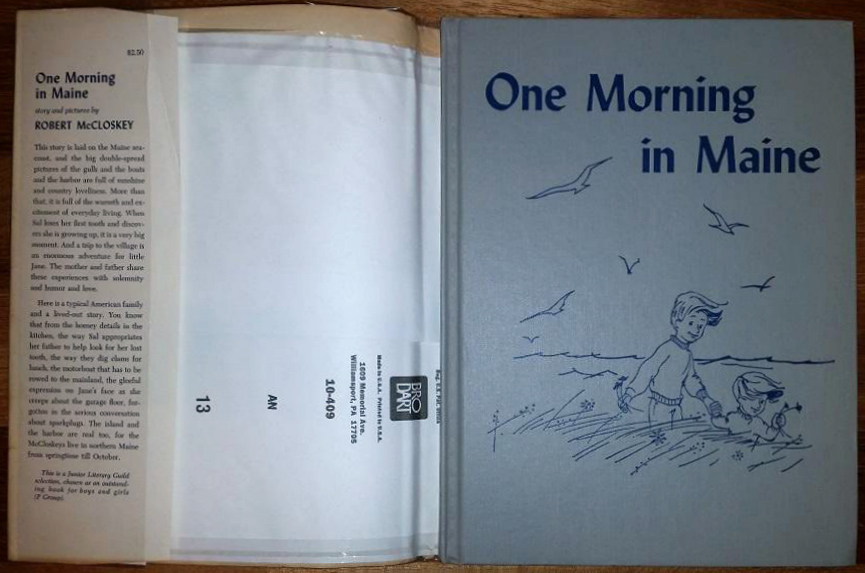 $2.50
One Morning
in Maine
story and pictures by
ROBERT McCLOSKEY
This story is laid on the Maine sea-
coast, and the big double-spread
pictures of the gulls and the boats
and the harbor are full of sunshine
and country loveliness. More than
that, it is full of the warmth and ex-
citement of everyday living. When
Sal loses her first tooth and discov-
ers she is growing up, it is a very big
moment. And a trip to the village is
an enormous adventure for little
Jane. The mother and father share
these experiences with solemnity
and humor and love.
Here is a typical American family
and a lived-out story. You know
that from the homey details in the
kitchen, the way Sal appropriates
her father to help look for her lost
tooth, the way they dig clams for
lunch, the motorboat that has to be
rowed to the mainland, the gleeful
expression on Jane's face as she
creeps about the garage floor, for-
gotten in the serious conversation
about sparkplugs. The island and
the harbor are real too, for the
McCloskeys live in northern Maine
from springtime till October.
This is a Junior Literary Guild
selection, chosen as an outstand-
ing book for boys and girls
(P Group).
13
AN
10-409
1609 Memorial Ave.
Williamsport, PA 17705
Made in U.S.A. Printed in U.S.A.
BRO
DART
Reg. U.S. Pat. Office
One Morning
in Maine